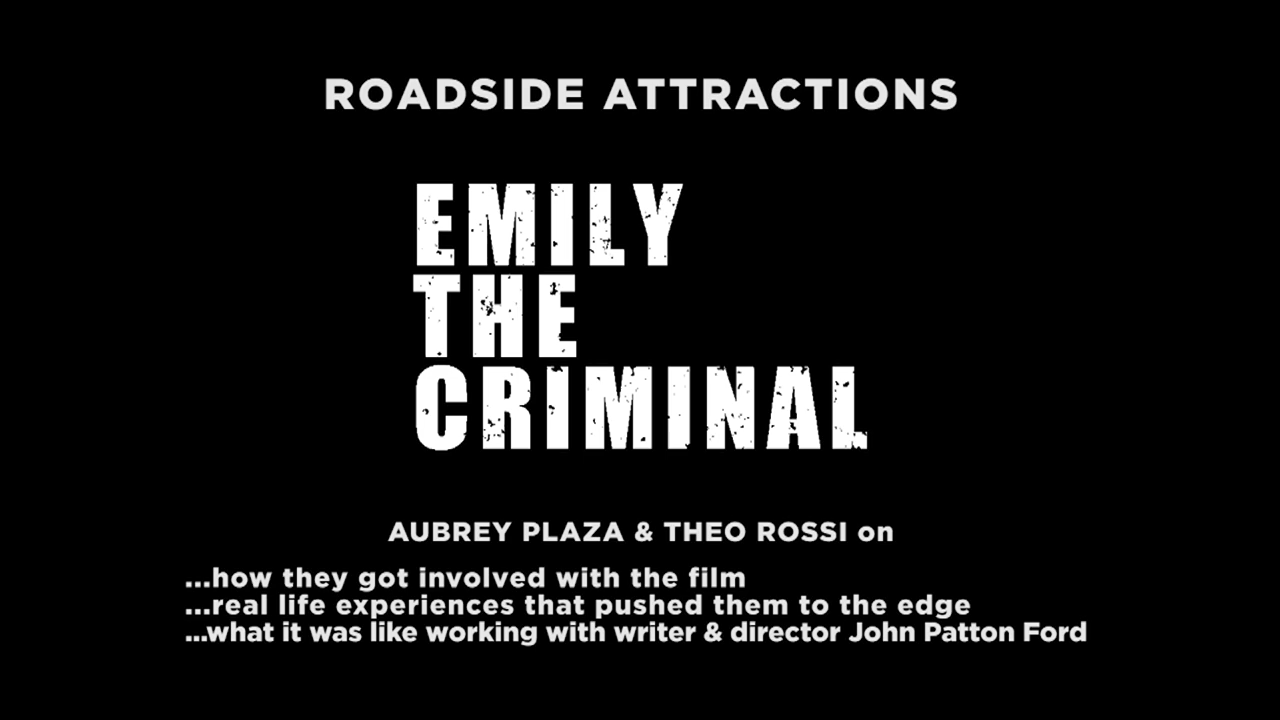 ROADSIDE ATTRACTIONS
EMILY
THE
CRIMINAL
AUBREY PLAZA & THEO ROSSI on
...how they got involved with the film
...real life experiences that pushed them to the edge
...what it was like working with writer & director John Patton Ford